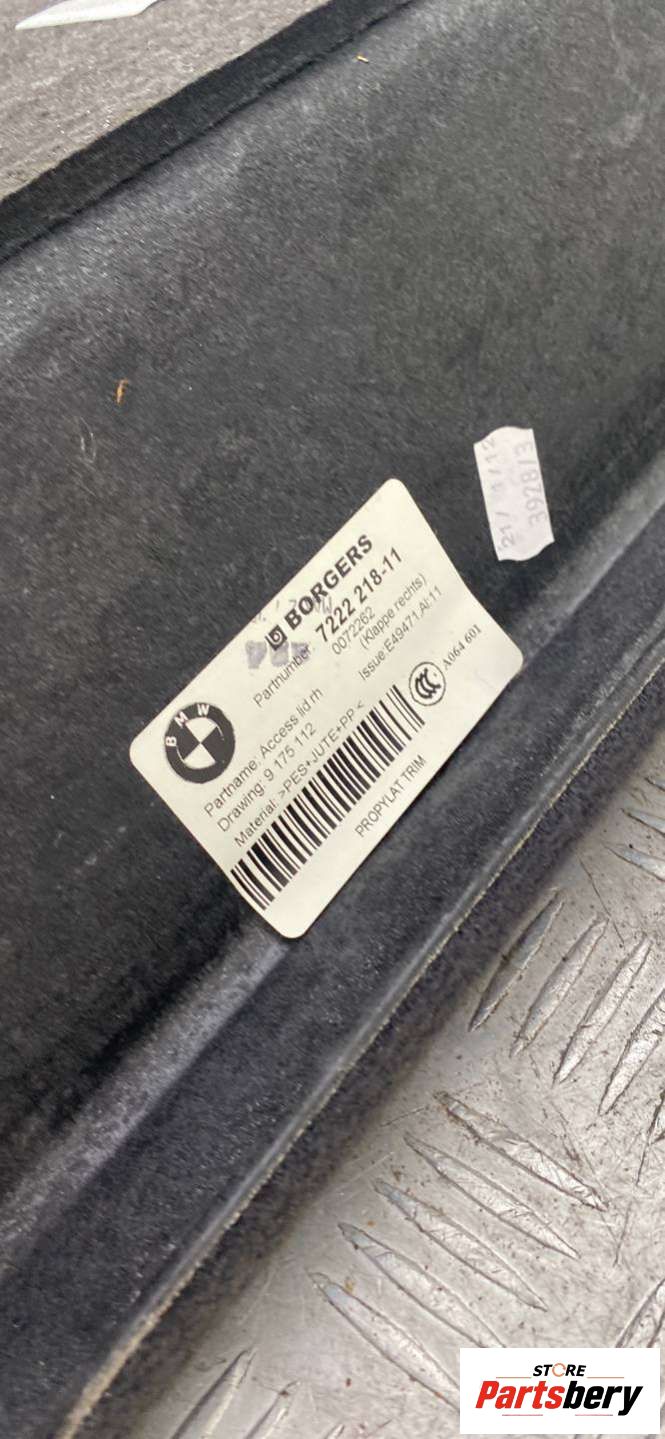 BORGERS
Partnumber: 7222 218-11
0072262
Partname: Access lid rh (Klappe rechts)
Drawing: 9 175 112 Issue:E49471,AI:11
Material: >PES+JUTE+PP<
CCC A064 601
PROPYLAT TRIM
BMW
3928/3
STORE
Partsbery